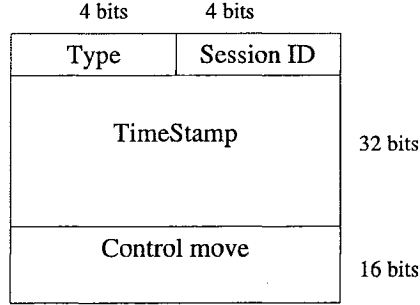 4 bits 4 bits
Type Session ID
TimeStamp
32 bits
Control move
16 bits